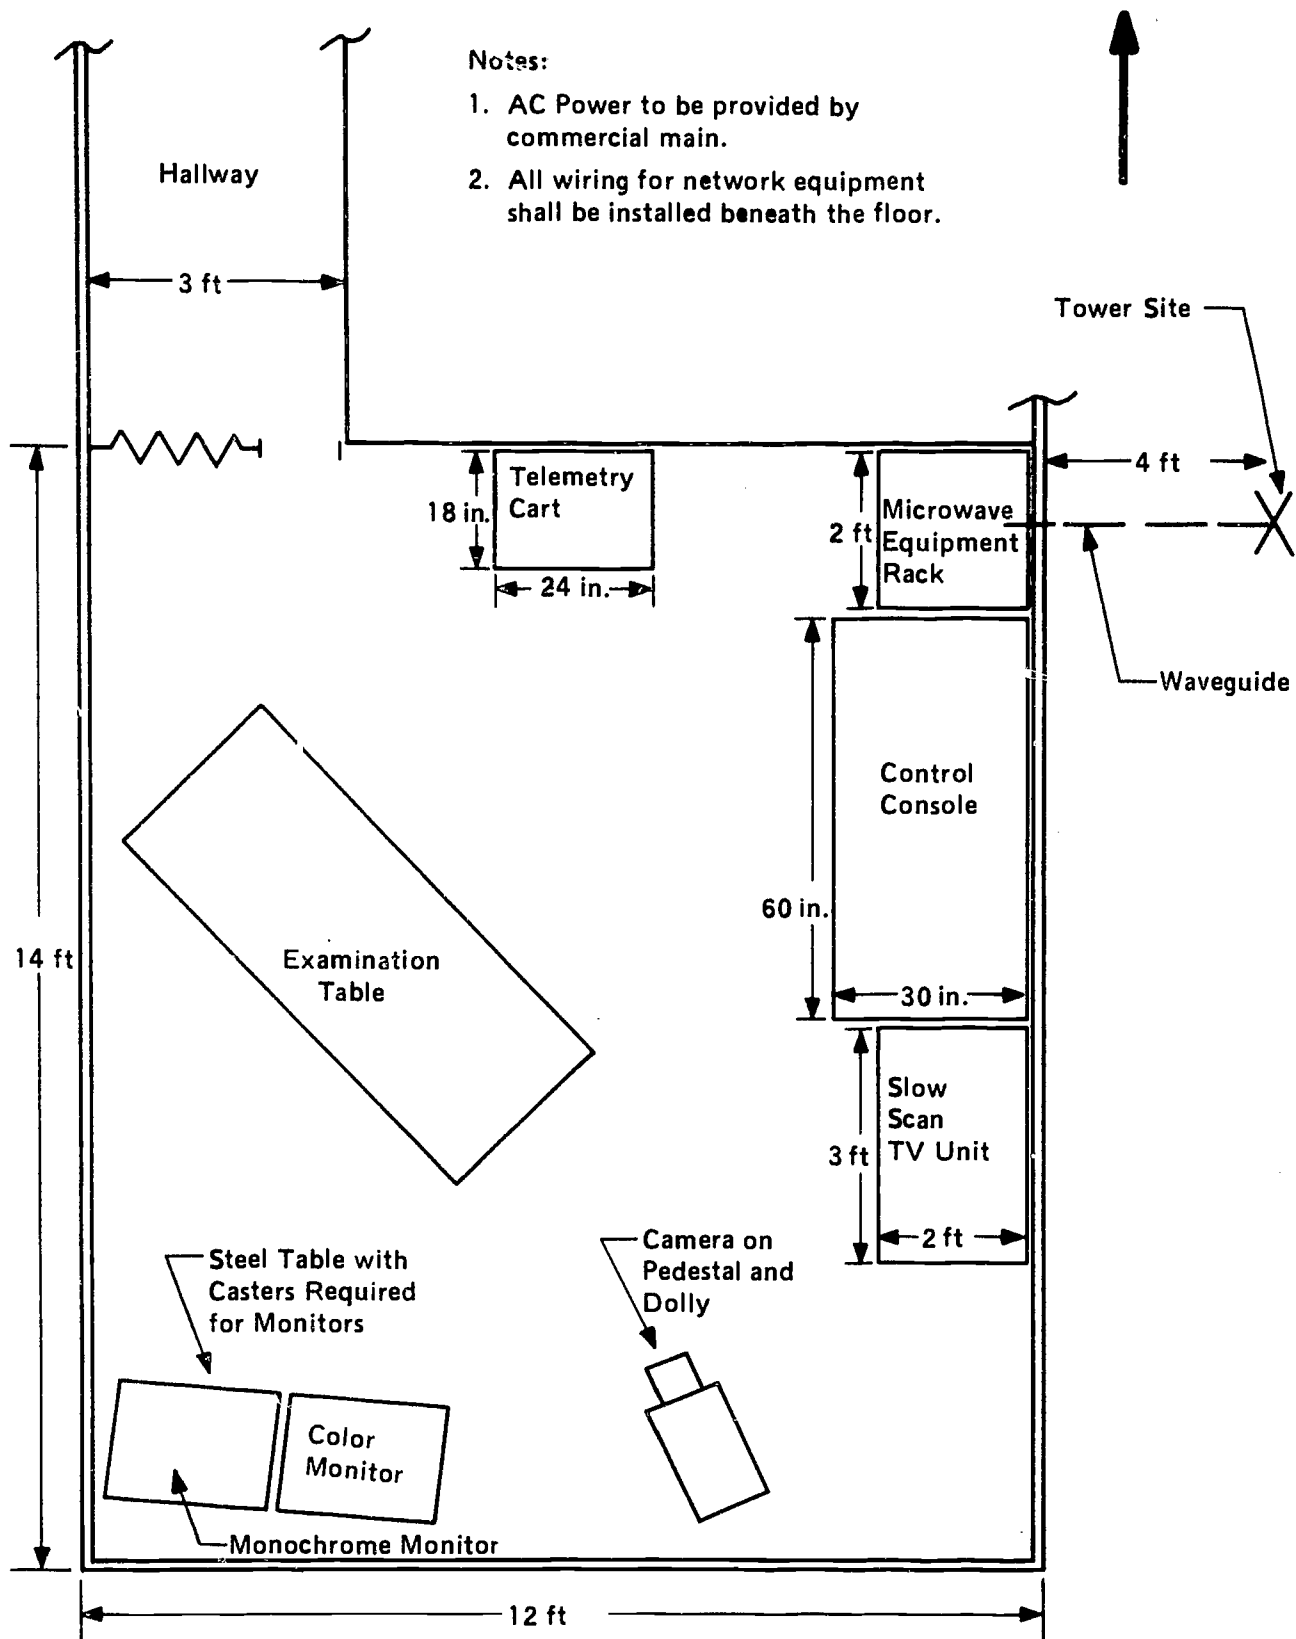 Notes:
1. AC Power to be provided by
commercial main.
2. All wiring for network equipment
shall be installed beneath the floor.
Hallway
3 ft
Tower Site
4 ft
Telemetry
Cart
18 in.
24 in.
Microwave
Equipment
Rack
2 ft
Waveguide
Control
Console
60 in.
30 in.
14 ft
Examination
Table
Slow
Scan
TV Unit
3 ft
2 ft
Steel Table with
Casters Required
for Monitors
Camera on
Pedestal and
Dolly
Color
Monitor
Monochrome Monitor
12 ft